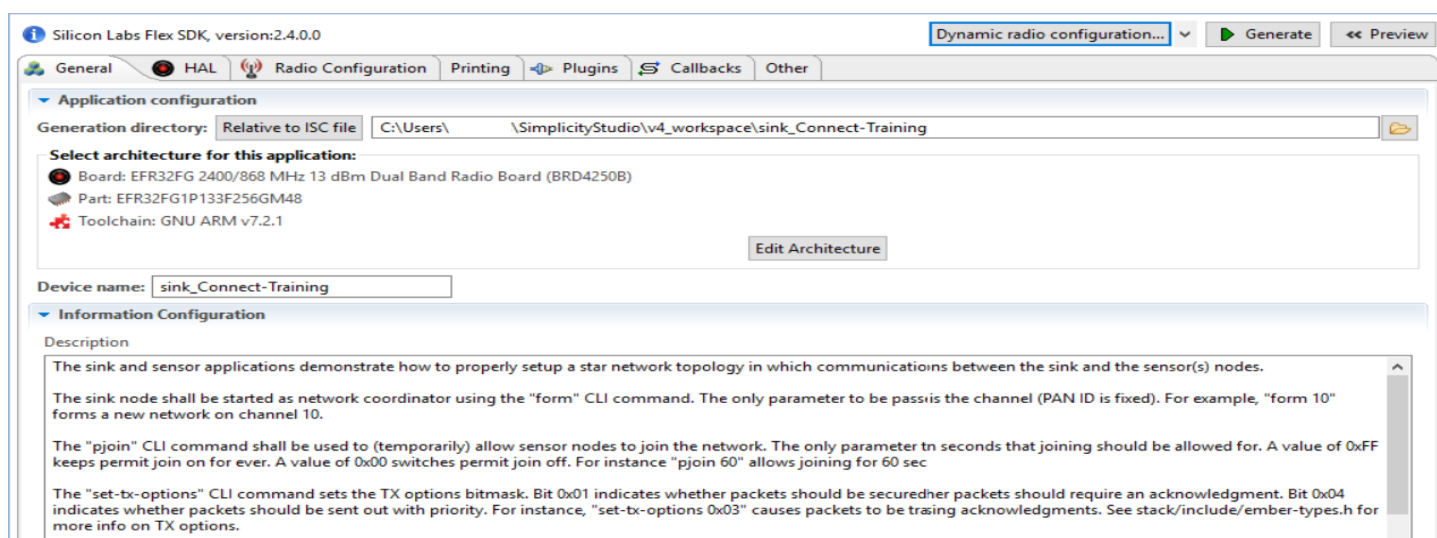 Silicon Labs Flex SDK, version:2.4.0.0
Dynamic radio configuration... Generate << Preview
General HAL Radio Configuration Printing Plugins Callbacks Other
Application configuration
Generation directory: Relative to ISC file C:\Users\ \SimplicityStudio\v4_workspace\sink_Connect-Training
Select architecture for this application:
Board: EFR32FG 2400/868 MHz 13 dBm Dual Band Radio Board (BRD4250B)
Part: EFR32FG1P133F256GM48
Toolchain: GNU ARM v7.2.1
Edit Architecture
Device name: sink_Connect-Training
Information Configuration
Description
The sink and sensor applications demonstrate how to properly setup a star network topology in which communications between the sink and the sensor(s) nodes.
The sink node shall be started as network coordinator using the "form" CLI command. The only parameter to be passis the channel (PAN ID is fixed). For example, "form 10"
forms a new network on channel 10.
The "pjoin" CLI command shall be used to (temporarily) allow sensor nodes to join the network. The only parameter tn seconds that joining should be allowed for. A value of 0xFF
keeps permit join on for ever. A value of 0x00 switches permit join off. For instance "pjoin 60" allows joining for 60 sec
The "set-tx-options" CLI command sets the TX options bitmask. Bit 0x01 indicates whether packets should be securedher packets should require an acknowledgment. Bit 0x04
indicates whether packets should be sent out with priority. For instance, "set-tx-options 0x03" causes packets to be trasing acknowledgments. See stack/include/ember-types.h for
more info on TX options.